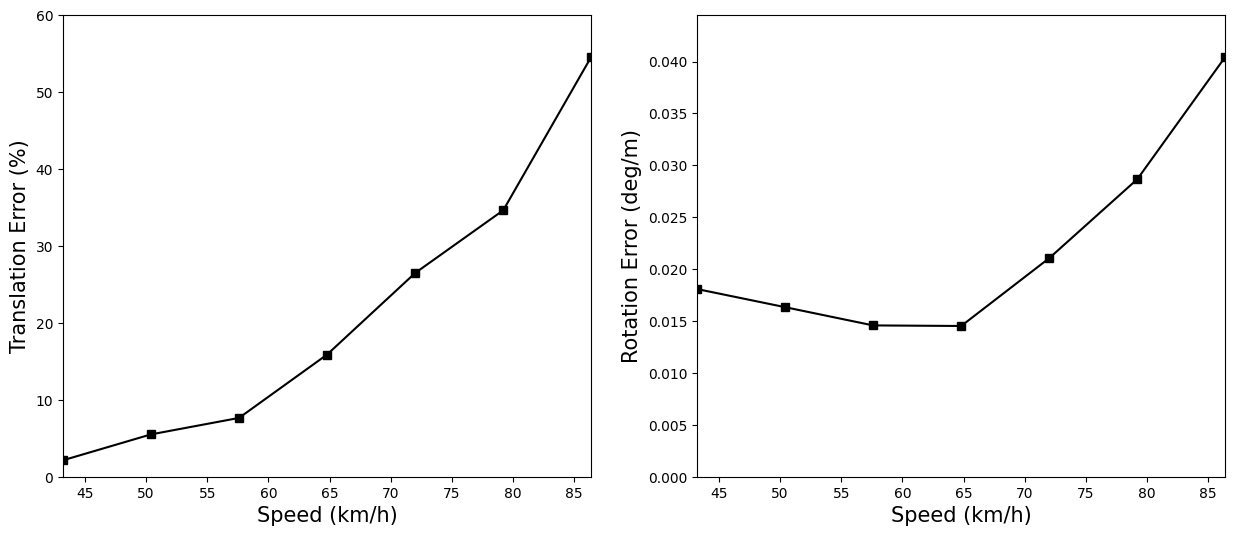 Translation Error (%)
60
50
40
30
20
10
0
45 50 55 60 65 70 75 80 85
Speed (km/h)
Rotation Error (deg/m)
0.040
0.035
0.030
0.025
0.020
0.015
0.010
0.005
0.000
45 50 55 60 65 70 75 80 85
Speed (km/h)